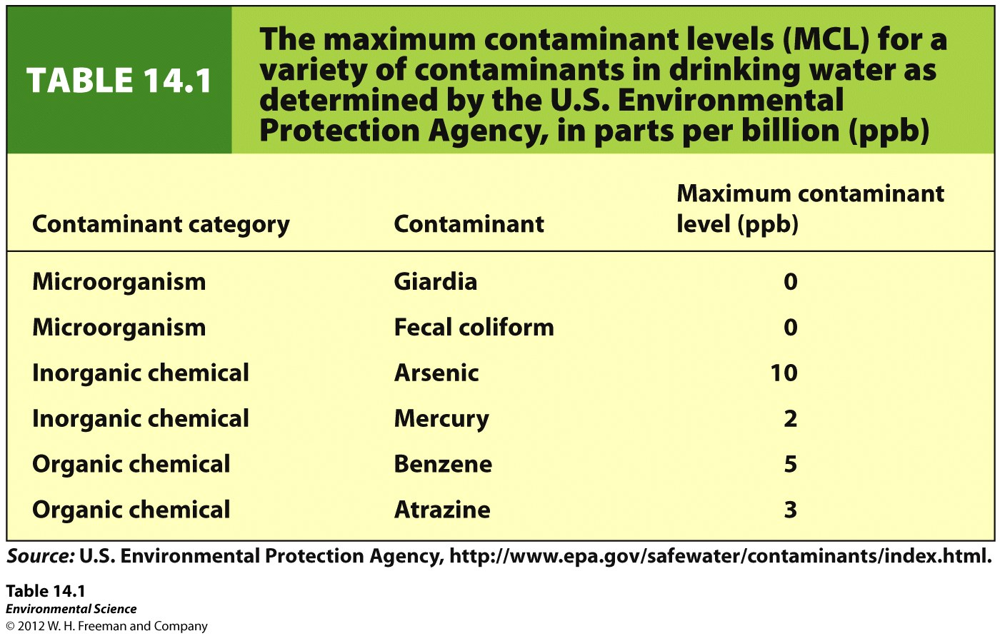 TABLE 14.1
The maximum contaminant levels (MCL) for a
variety of contaminants in drinking water as
determined by the U.S. Environmental
Protection Agency, in parts per billion (ppb)
Contaminant category Contaminant Maximum contaminant
level (ppb)
Microorganism Giardia 0
Microorganism Fecal coliform 0
Inorganic chemical Arsenic 10
Inorganic chemical Mercury 2
Organic chemical Benzene 5
Organic chemical Atrazine 3
Source: U.S. Environmental Protection Agency, http://www.epa.gov/safewater/contaminants/index.html.
Table 14.1
Environmental Science
© 2012 W. H. Freeman and Company